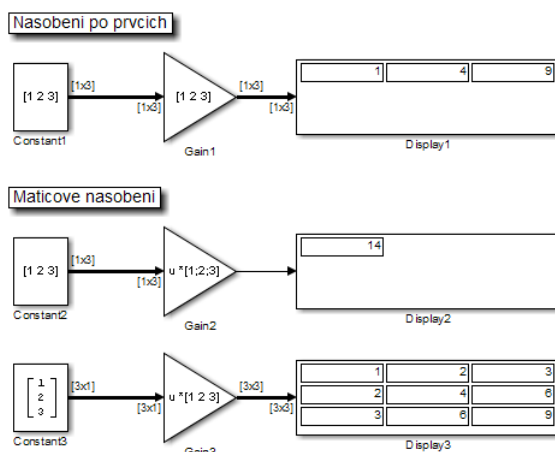 Nasobeni po prvcich
[1 2 3]
Constant1
[1x3]
[1x3]
[1 2 3]
Gain1
[1x3]
[1x3]
1 4 9
Display1
Maticove nasobeni
[1 2 3]
Constant2
[1x3]
[1x3]
u *[1;2;3]
Gain2
14
Display2
1
2
3
Constant3
[3x1]
[3x1]
u *[1 2 3]
Gain3
[3x3]
[3x3]
1 2 3
2 4 6
3 6 9
Display3